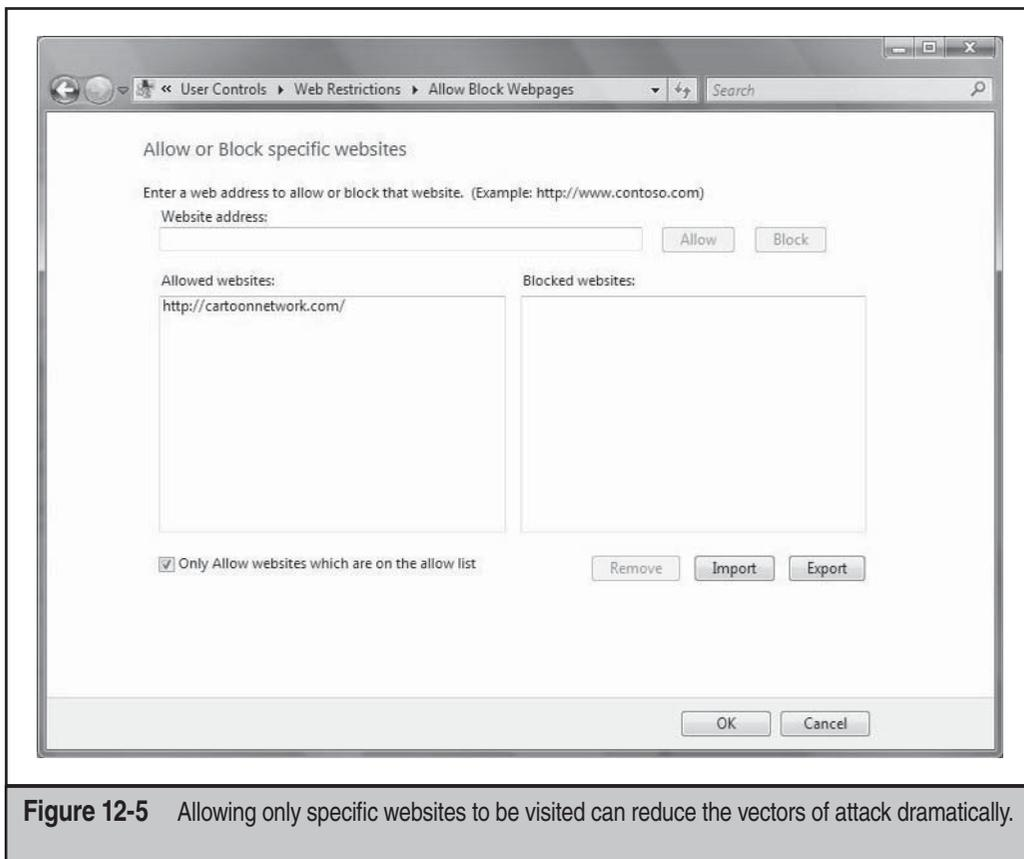 « User Controls ▸ Web Restrictions ▸ Allow Block Webpages Search
Allow or Block specific websites
Enter a web address to allow or block that website. (Example: http://www.contoso.com)
Website address:
Allow Block
Allowed websites: Blocked websites:
http://cartoonnetwork.com/
Only Allow websites which are on the allow list Remove Import Export
OK Cancel
Figure 12-5 Allowing only specific websites to be visited can reduce the vectors of attack dramatically.